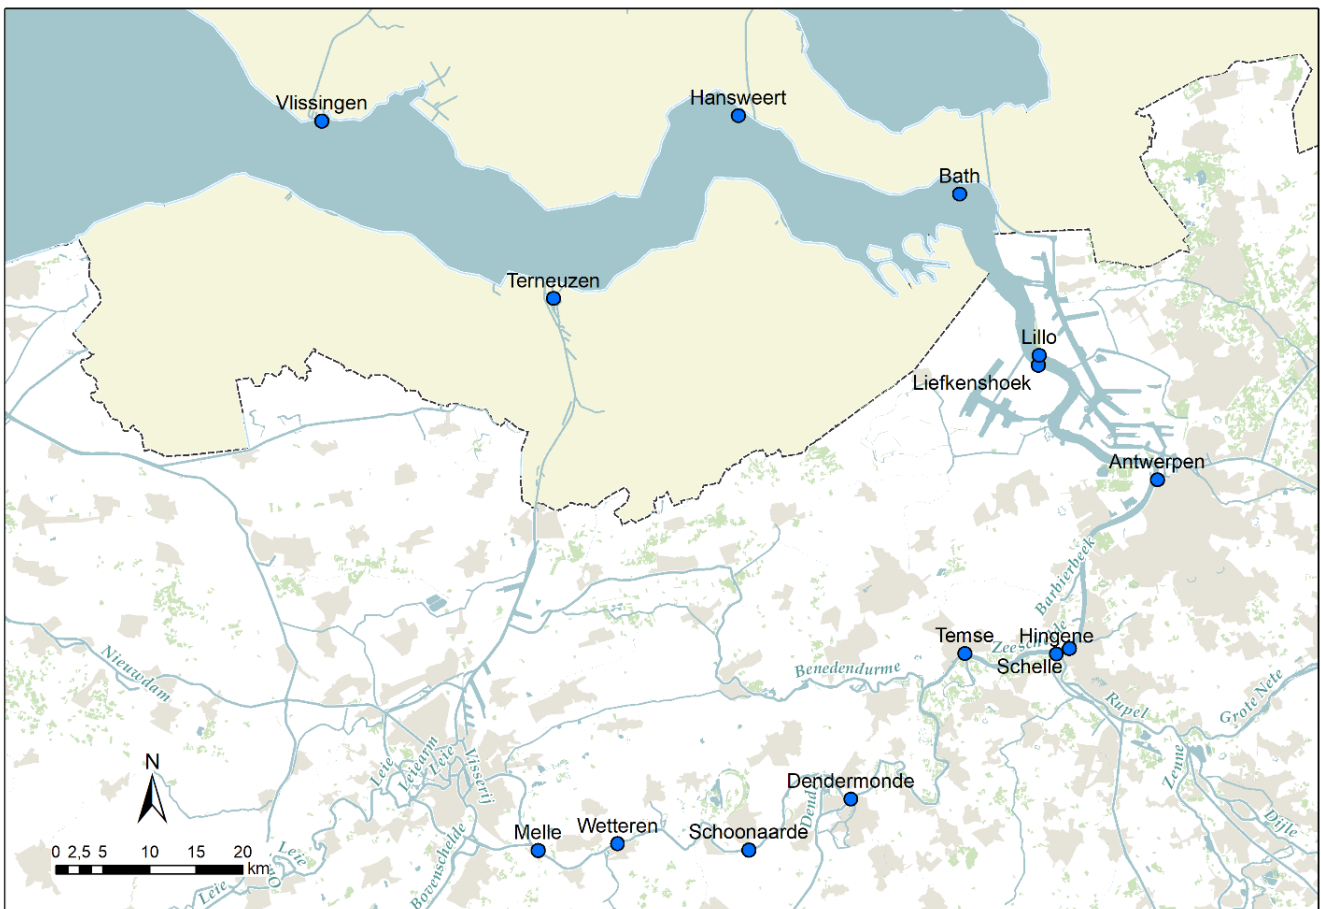 Hansweert
Vlissingen
Bath
Terneuzen
Lillo
Liefkenshoek
Antwerpen
Barbierbeek
Temse
Zeeschelde
Hingene
Schelle
Benedendurme
Nieuwdam
Rupel
Grote Nete
Zenne
Dijle
Leie
Leiearm
Leie
Visserij
Dendermonde
Melle
Wetteren
Schoonaarde
Bovenschelde
Leie
Leie
N
0 2,5 5 10 15 20
km